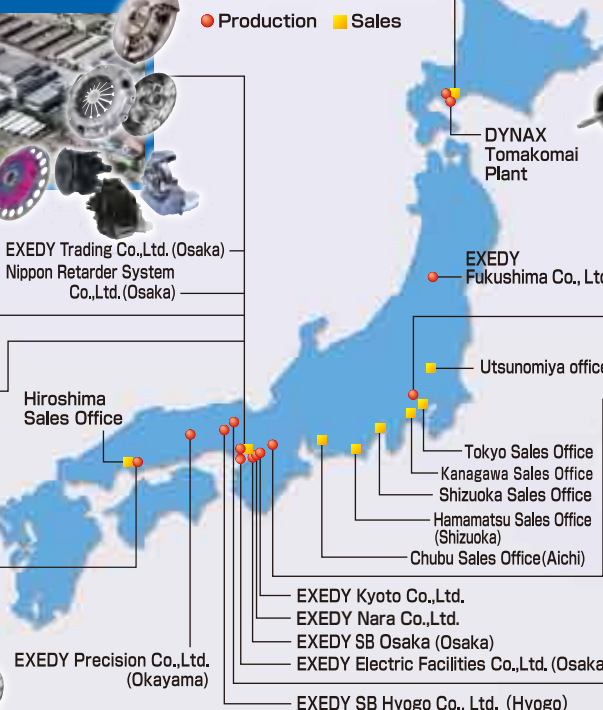 Production Sales
DYNAX
Tomakomai
Plant
EXEDY Trading Co.,Ltd. (Osaka)
Nippon Retarder System
Co.,Ltd. (Osaka)
EXEDY
Fukushima Co., Ltd
Utsunomiya office
Hiroshima
Sales Office
Tokyo Sales Office
Kanagawa Sales Office
Shizuoka Sales Office
Hamamatsu Sales Office
(Shizuoka)
Chubu Sales Office(Aichi)
EXEDY Kyoto Co.,Ltd.
EXEDY Nara Co.,Ltd.
EXEDY SB Osaka (Osaka)
EXEDY Precision Co.,Ltd.
(Okayama)
EXEDY Electric Facilities Co.,Ltd. (Osaka
EXEDY SB Hyogo Co., Ltd. (Hyogo)